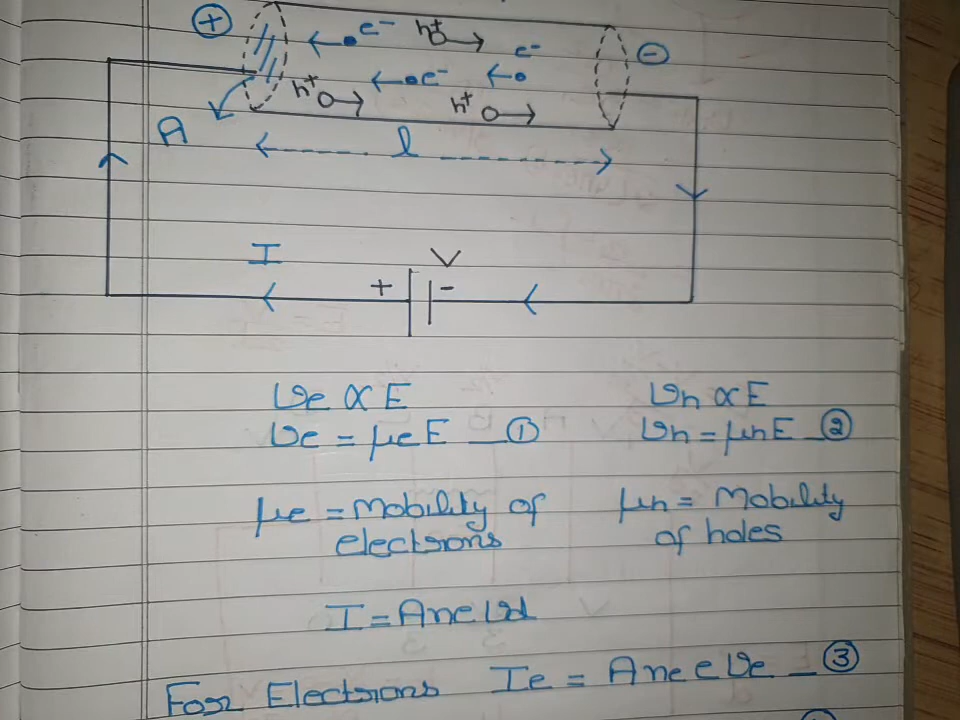 + e⁻ h⁺ e⁻ −
e⁻
h⁺ h⁺
A
l
I V
+ -
ve ∝ E vh ∝ E
ve = μeE — ① vh = μhE — ②
μe = Mobility of μh = Mobility
electrons of holes
I = Anevd
For Electrons Ie = Aneeve — ③